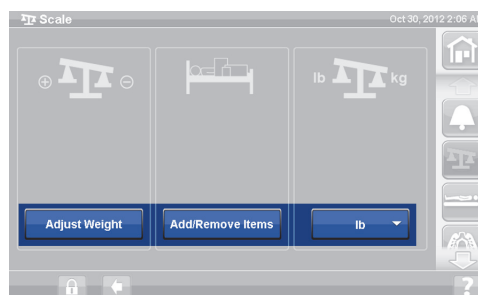 Scale
Oct 30, 2012 2:06 A
lb kg
Adjust Weight
Add/Remove Items
lb
?